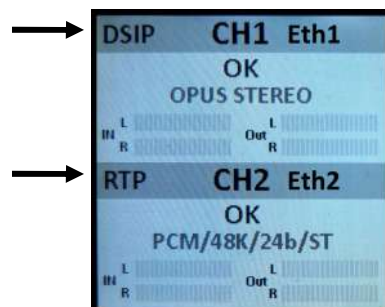 DSIP CH1 Eth1
OK
OPUS STEREO
IN L R Out L R
RTP CH2 Eth2
OK
PCM/48K/24b/ST
IN L R Out L R